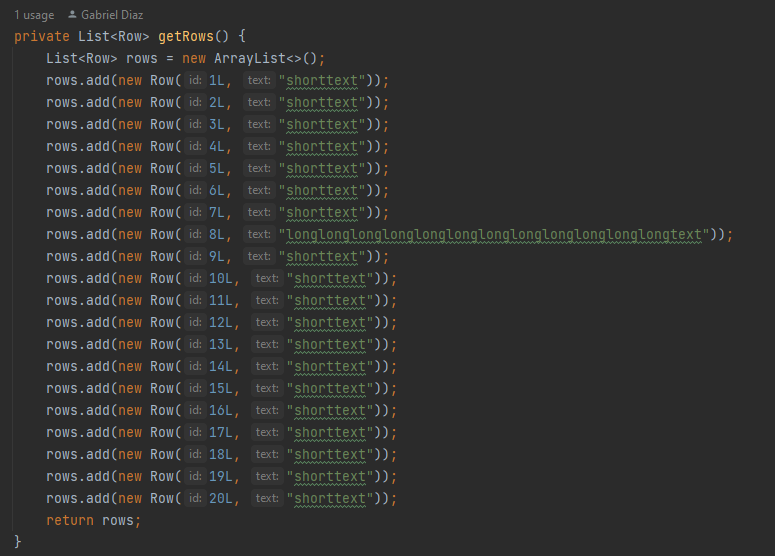 1 usage Gabriel Diaz
private List<Row> getRows() {
List<Row> rows = new ArrayList<>();
rows.add(new Row( id: 1L, text: "shorttext"));
rows.add(new Row( id: 2L, text: "shorttext"));
rows.add(new Row( id: 3L, text: "shorttext"));
rows.add(new Row( id: 4L, text: "shorttext"));
rows.add(new Row( id: 5L, text: "shorttext"));
rows.add(new Row( id: 6L, text: "shorttext"));
rows.add(new Row( id: 7L, text: "shorttext"));
rows.add(new Row( id: 8L, text: "longlonglonglonglonglonglonglonglonglonglonglongtext"));
rows.add(new Row( id: 9L, text: "shorttext"));
rows.add(new Row( id: 10L, text: "shorttext"));
rows.add(new Row( id: 11L, text: "shorttext"));
rows.add(new Row( id: 12L, text: "shorttext"));
rows.add(new Row( id: 13L, text: "shorttext"));
rows.add(new Row( id: 14L, text: "shorttext"));
rows.add(new Row( id: 15L, text: "shorttext"));
rows.add(new Row( id: 16L, text: "shorttext"));
rows.add(new Row( id: 17L, text: "shorttext"));
rows.add(new Row( id: 18L, text: "shorttext"));
rows.add(new Row( id: 19L, text: "shorttext"));
rows.add(new Row( id: 20L, text: "shorttext"));
return rows;
}